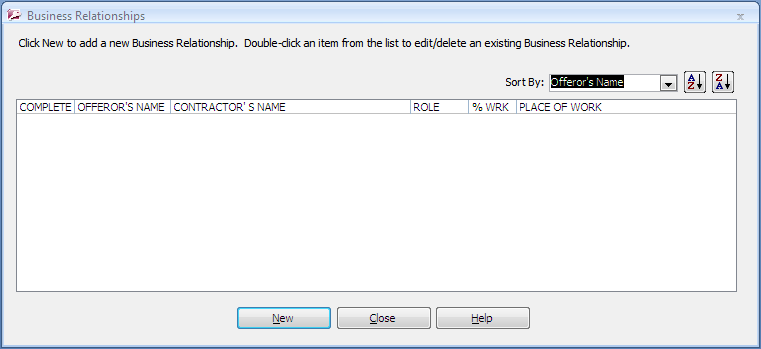 Business Relationships
Click New to add a new Business Relationship.  Double-click an item from the list to edit/delete an existing Business Relationship.
Sort By: Offeror's Name A Z Z A
COMPLETE OFFEROR'S NAME CONTRACTOR' S NAME ROLE % WRK PLACE OF WORK
New Close Help